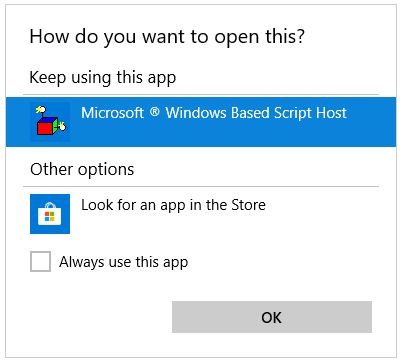 How do you want to open this?
Keep using this app
Microsoft ® Windows Based Script Host
Other options
Look for an app in the Store
Always use this app
OK